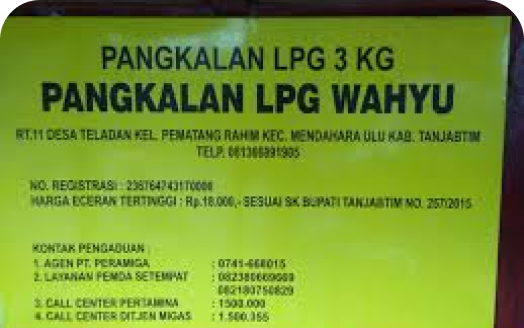 PANGKALAN LPG 3 KG
PANGKALAN LPG WAHYU
RT.11 DESA TELADAN KEL. PEMATANG RAHIM KEC. MENDAHARA ULU KAB. TANJABTIM
TELP. 081366991905
NO. REGISTRASI : 236764743170006
HARGA ECERAN TERTINGGI : Rp.18.000,- SESUAI SK BUPATI TANJABTIM NO. 257/2015
KONTAK PENGADUAN :
1. AGEN PT. PERAMIGA : 0741-668015
2. LAYANAN PEMDA SETEMPAT : 082380669669
082180750829
3. CALL CENTER PERTAMINA : 1500.000
4. CALL CENTER DITJEN MIGAS : 1.500.355